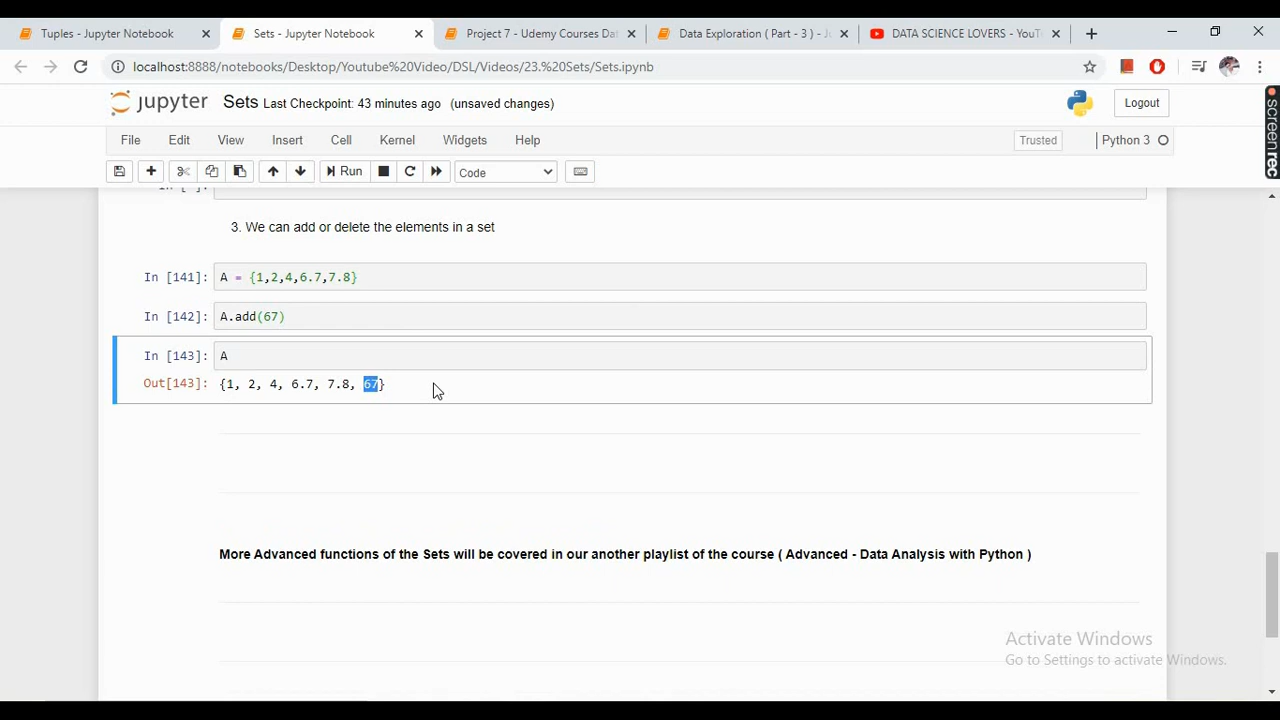 Tuples - Jupyter Notebook
Sets - Jupyter Notebook
Project 7 - Udemy Courses Dat
Data Exploration ( Part - 3 ) - Ju
DATA SCIENCE LOVERS - YouT
localhost:8888/notebooks/Desktop/Youtube%20Video/DSL/Videos/23.%20Sets/Sets.ipynb
jupyter Sets Last Checkpoint: 43 minutes ago (unsaved changes)
Logout
File Edit View Insert Cell Kernel Widgets Help
Trusted
Python 3
Run
Code
In [ ]:
3. We can add or delete the elements in a set
In [141]: A = {1,2,4,6.7,7.8}
In [142]: A.add(67)
In [143]: A
Out[143]: {1, 2, 4, 6.7, 7.8, 67}
More Advanced functions of the Sets will be covered in our another playlist of the course ( Advanced - Data Analysis with Python )
Activate Windows
Go to Settings to activate Windows.
screenrec